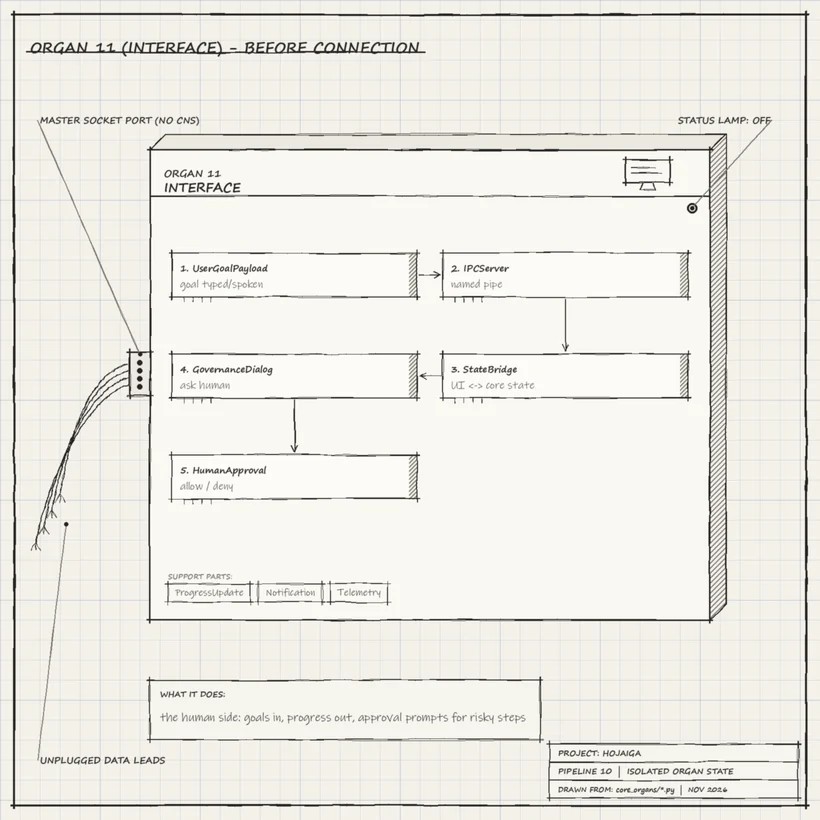 ORGAN 11 (INTERFACE) - BEFORE CONNECTION
MASTER SOCKET PORT (NO CNS)
STATUS LAMP: OFF
ORGAN 11
INTERFACE
1. UserGoalPayload
goal typed/spoken
2. IPCServer
named pipe
4. GovernanceDialog
ask human
3. StateBridge
UI <-> core state
5. HumanApproval
allow / deny
SUPPORT PARTS:
ProgressUpdate
Notification
Telemetry
WHAT IT DOES:
the human side: goals in, progress out, approval prompts for risky steps
UNPLUGGED DATA LEADS
PROJECT: HOJAIGA
PIPELINE 10 | ISOLATED ORGAN STATE
DRAWN FROM: core_organs/*.py | NOV 2026